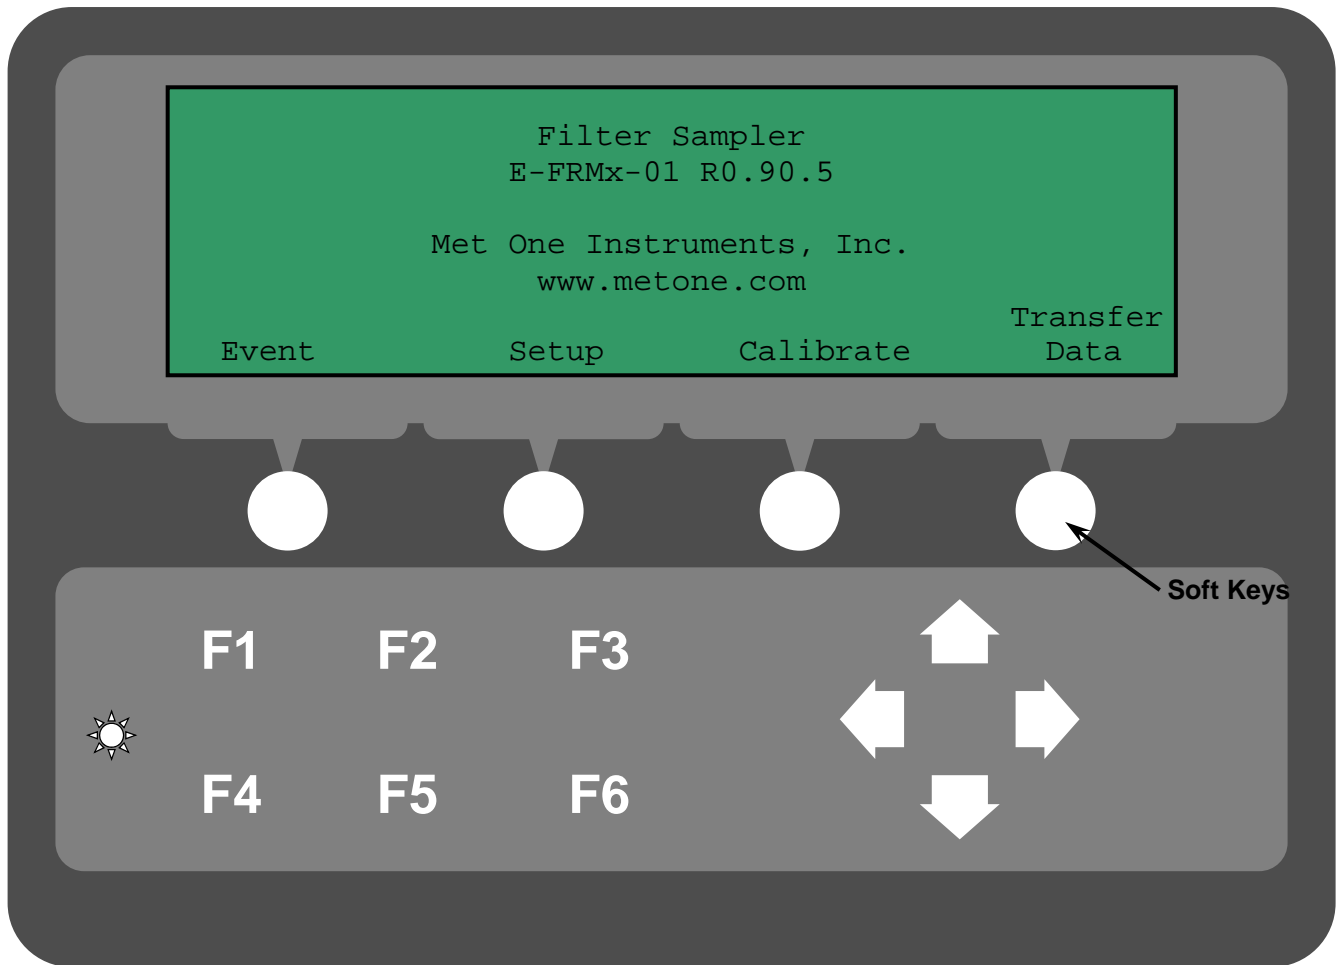 Filter Sampler
E-FRMx-01 R0.90.5
Met One Instruments, Inc.
www.metone.com
Event Setup Calibrate Transfer Data
Soft Keys
F1 F2 F3
F4 F5 F6